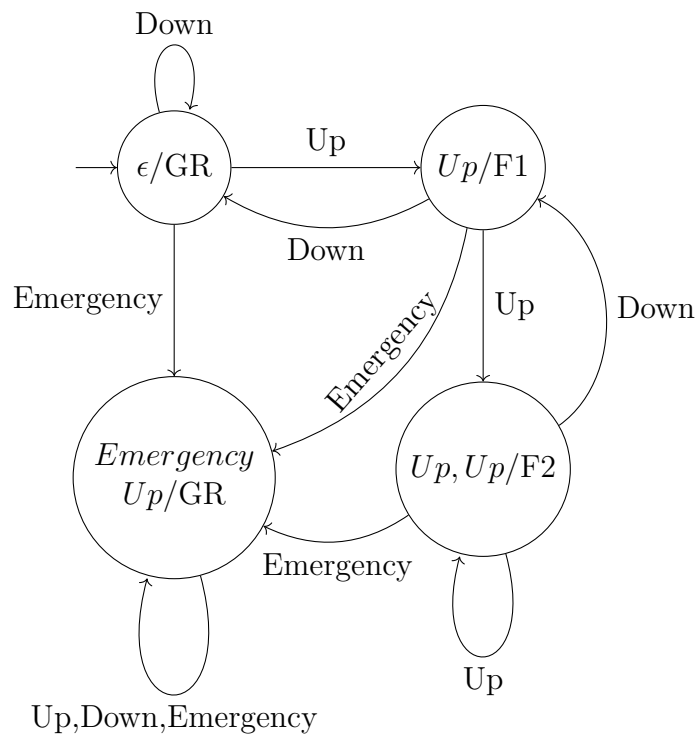 Down
ϵ/GR
Up
Up/F1
Down
Emergency
Emergency
Up
Down
Emergency
Up/GR
Up, Up/F2
Emergency
Up
Up,Down,Emergency